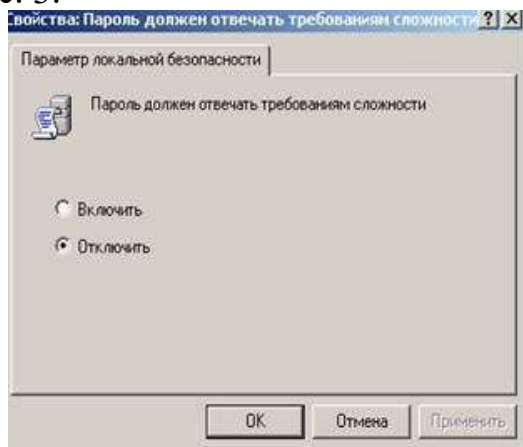 Свойства: Пароль должен отвечать требованиям сложности ? X
Параметр локальной безопасности
Пароль должен отвечать требованиям сложности
Включить
Отключить
OK Отмена Применить